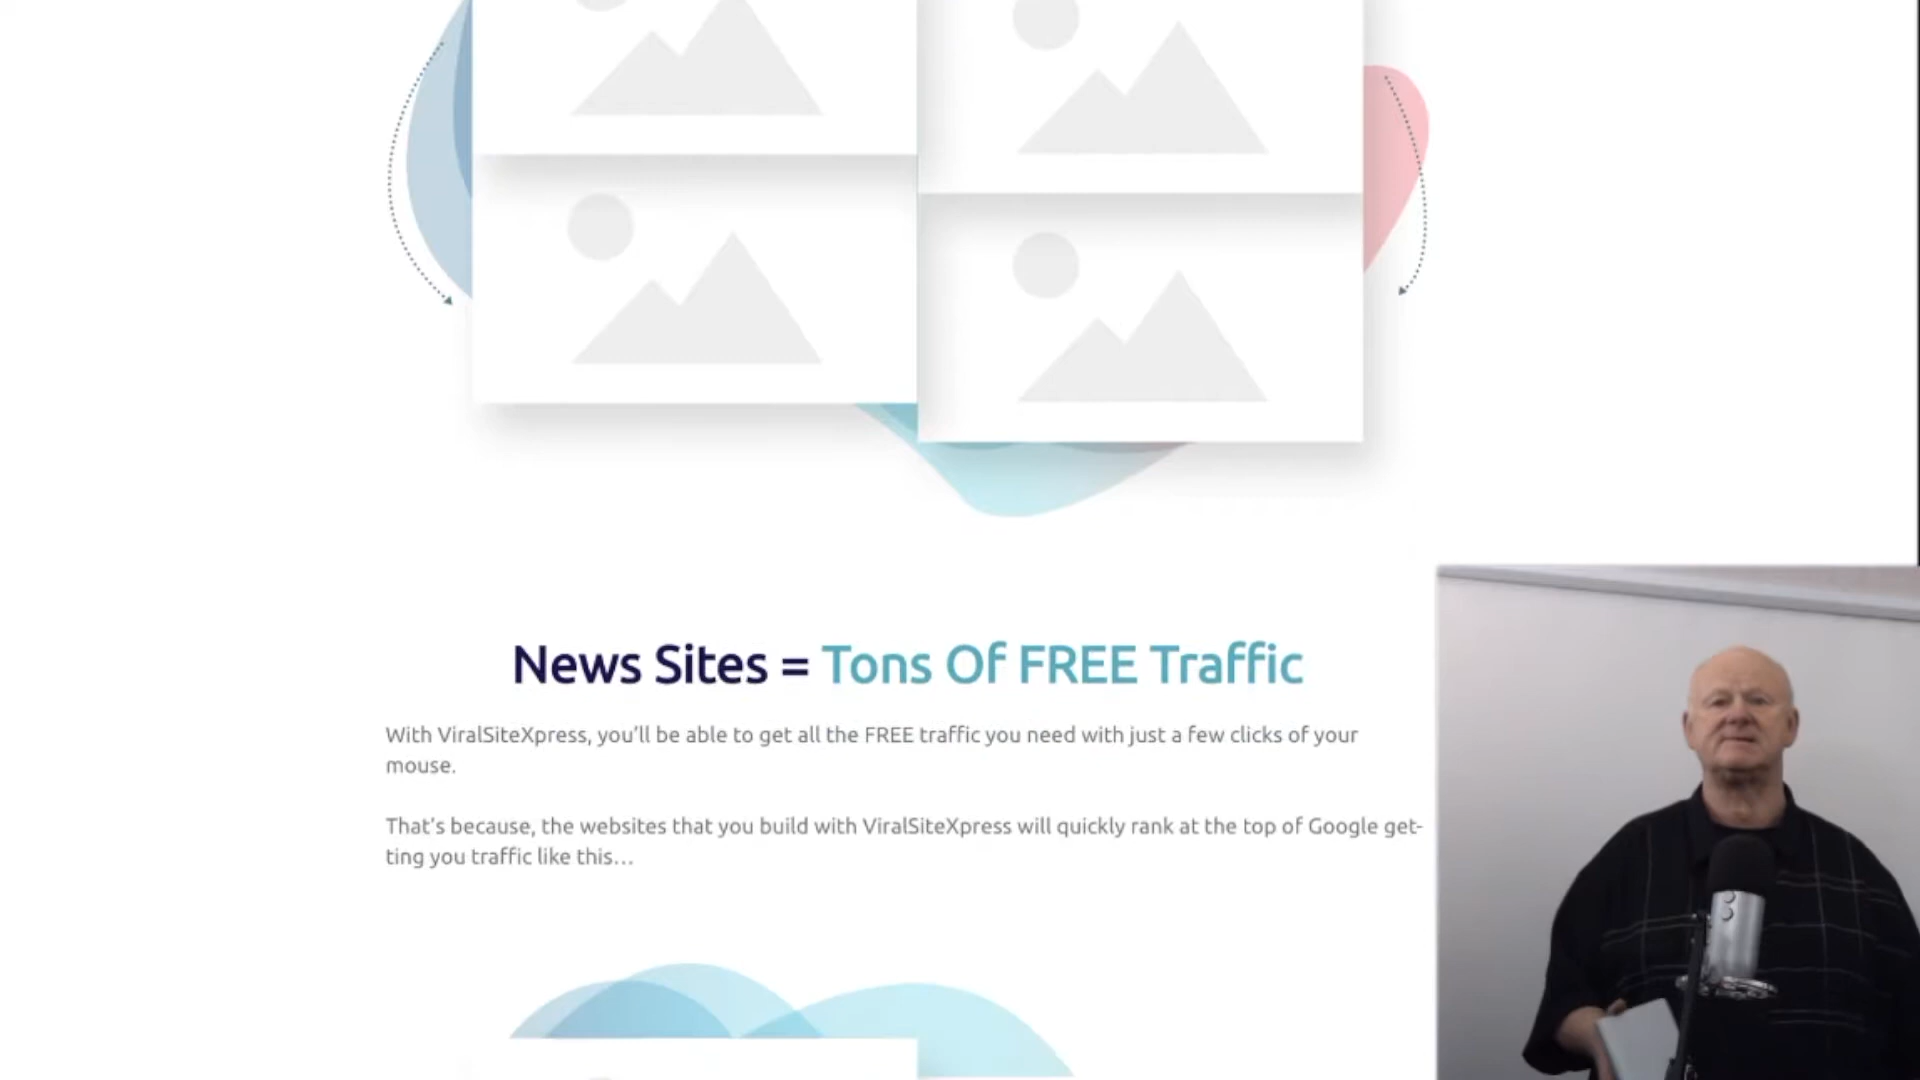 News Sites = Tons Of FREE Traffic
With ViralSiteXpress, you’ll be able to get all the FREE traffic you need with just a few clicks of your
mouse.
That’s because, the websites that you build with ViralSiteXpress will quickly rank at the top of Google get-
ting you traffic like this…